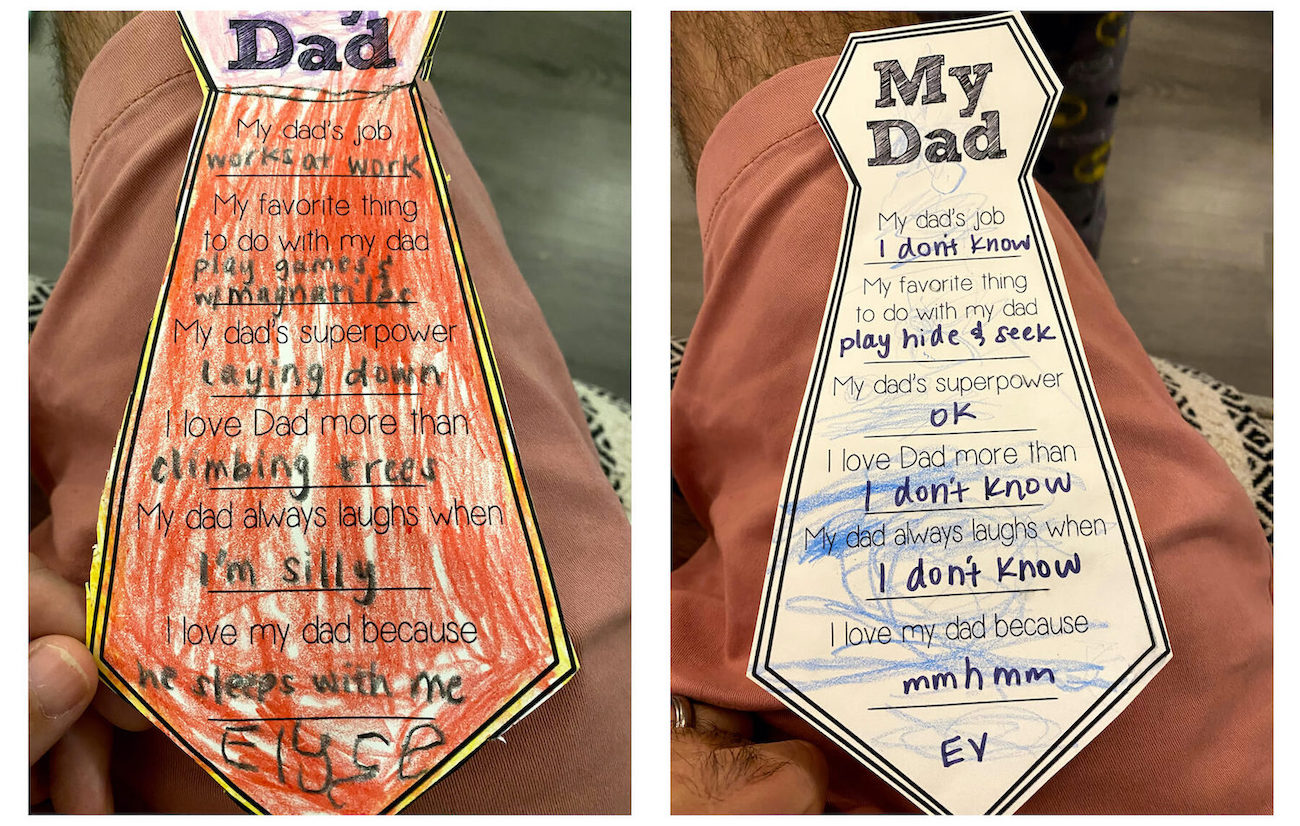 Dad
My dad's job
works at work
My favorite thing
to do with my dad
play games &
w/magnatiles
My dad's superpower
laying down
I love Dad more than
climbing trees
My dad always laughs when
I'm silly
I love my dad because
he sleeps with me
Elyse
My
Dad
My dad's job
I don't know
My favorite thing
to do with my dad
play hide & seek
My dad's superpower
ok
I love Dad more than
I don't know
My dad always laughs when
I don't know
I love my dad because
mmhmm
EV